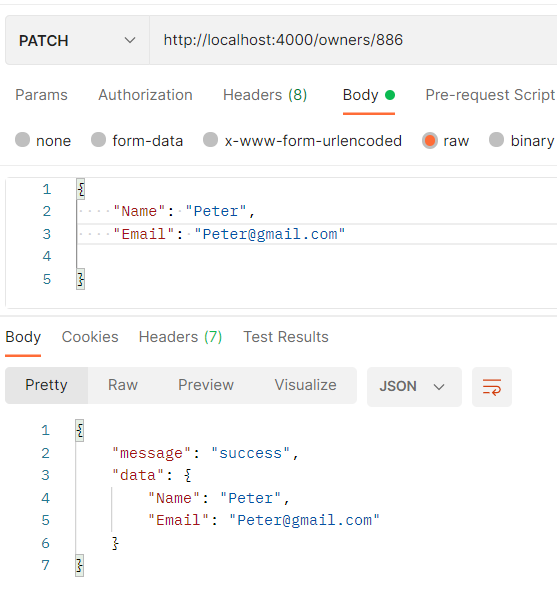 PATCH http://localhost:4000/owners/886
Params Authorization Headers (8) Body Pre-request Script
none form-data x-www-form-urlencoded raw binary
1 {
2 "Name": "Peter",
3 "Email": "Peter@gmail.com"
4
5 }
Body Cookies Headers (7) Test Results
Pretty Raw Preview Visualize JSON
1 {
2 "message": "success",
3 "data": {
4 "Name": "Peter",
5 "Email": "Peter@gmail.com"
6 }
7 }